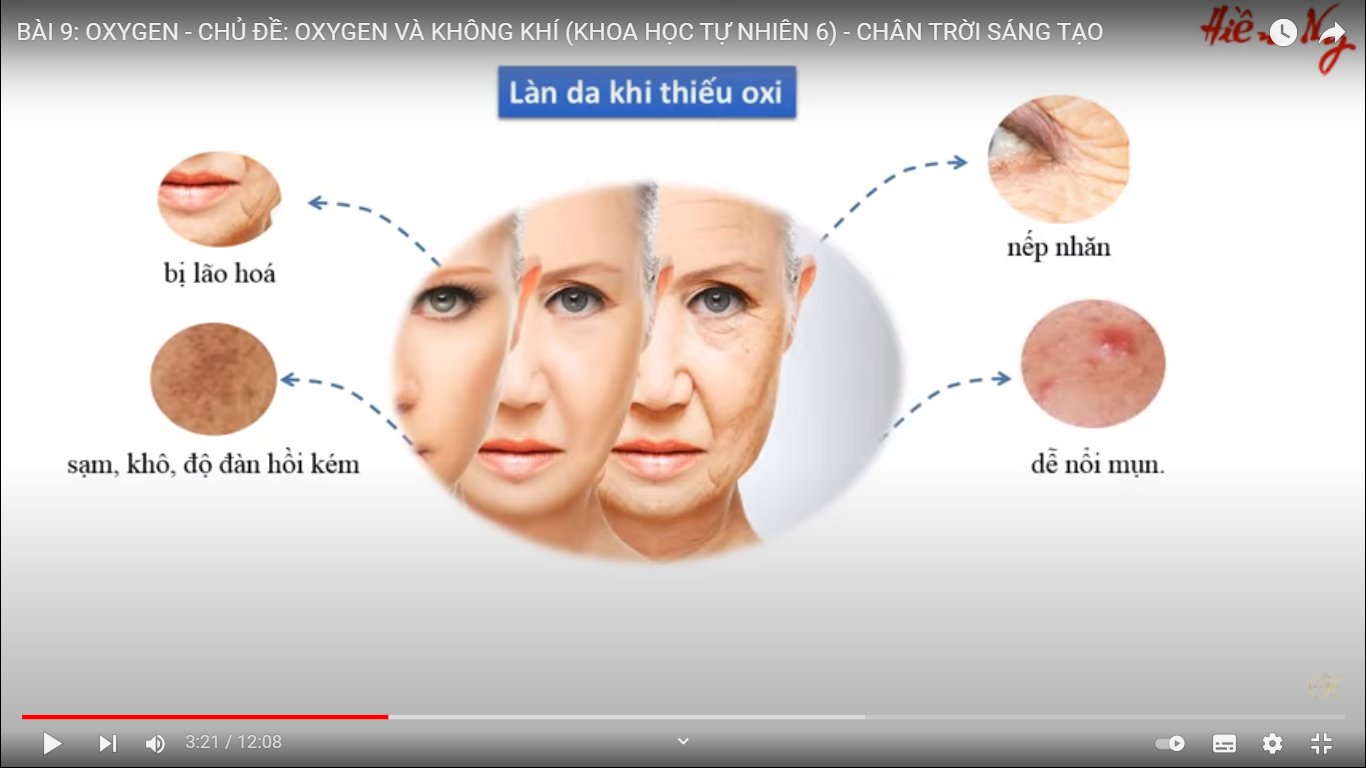 BÀI 9: OXYGEN - CHỦ ĐỀ: OXYGEN VÀ KHÔNG KHÍ (KHOA HỌC TỰ NHIÊN 6) - CHÂN TRỜI SÁNG TẠO
Làn da khi thiếu oxi
bị lão hoá
nếp nhăn
sạm, khô, độ đàn hồi kém
dễ nổi mụn.
3:21 / 12:08